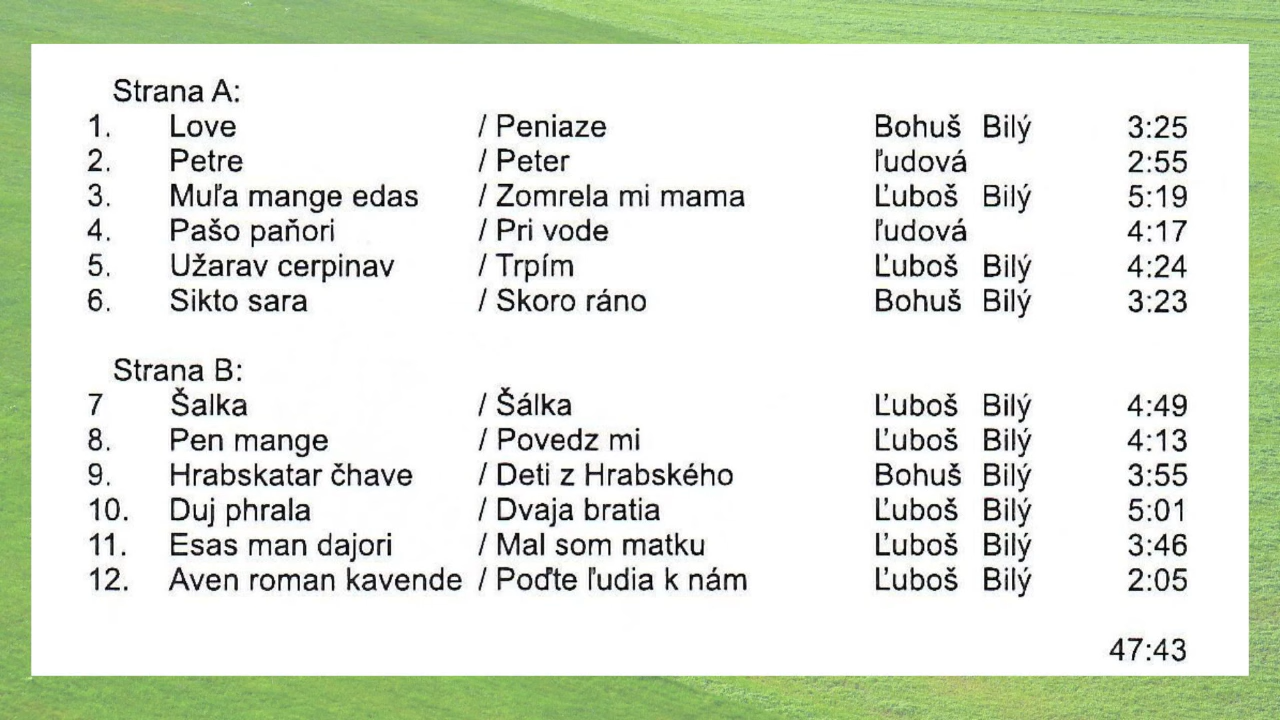 Strana A:
1. Love / Peniaze Bohuš Bilý 3:25
2. Petre / Peter ľudová 2:55
3. Muľa mange edas / Zomrela mi mama Ľuboš Bilý 5:19
4. Pašo paňori / Pri vode ľudová 4:17
5. Užarav cerpinav / Trpím Ľuboš Bilý 4:24
6. Sikto sara / Skoro ráno Bohuš Bilý 3:23
Strana B:
7 Šalka / Šálka Ľuboš Bilý 4:49
8. Pen mange / Povedz mi Ľuboš Bilý 4:13
9. Hrabskatar čhave / Deti z Hrabského Bohuš Bilý 3:55
10. Duj phrala / Dvaja bratia Ľuboš Bilý 5:01
11. Esas man dajori / Mal som matku Ľuboš Bilý 3:46
12. Aven roman kavende / Poďte ľudia k nám Ľuboš Bilý 2:05
47:43